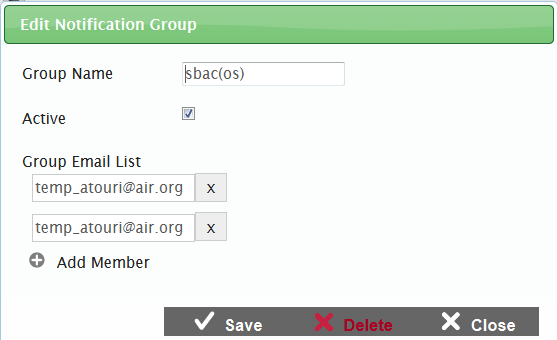 Edit Notification Group
Group Name sbac(os)
Active
Group Email List
temp_atouri@air.org x
temp_atouri@air.org x
Add Member
Save Delete Close